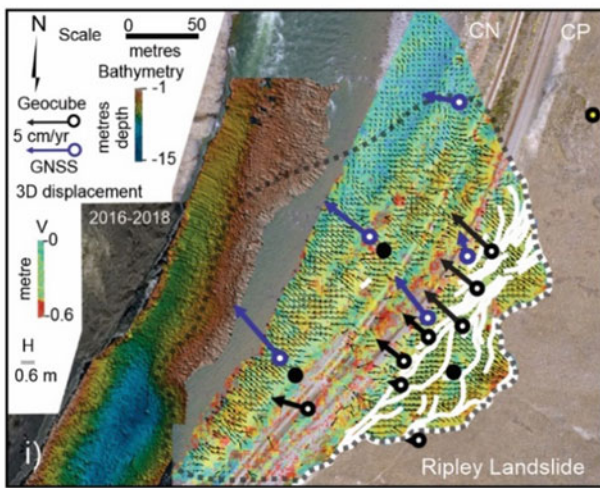 N
Scale
50
metres
Bathymetry
-1
metres
depth
-15
Geocube
5 cm/yr
GNSS
3D displacement
2016-2018
V
0
metre
-0.6
H
0.6 m
i)
CN
CP
Ripley Landslide